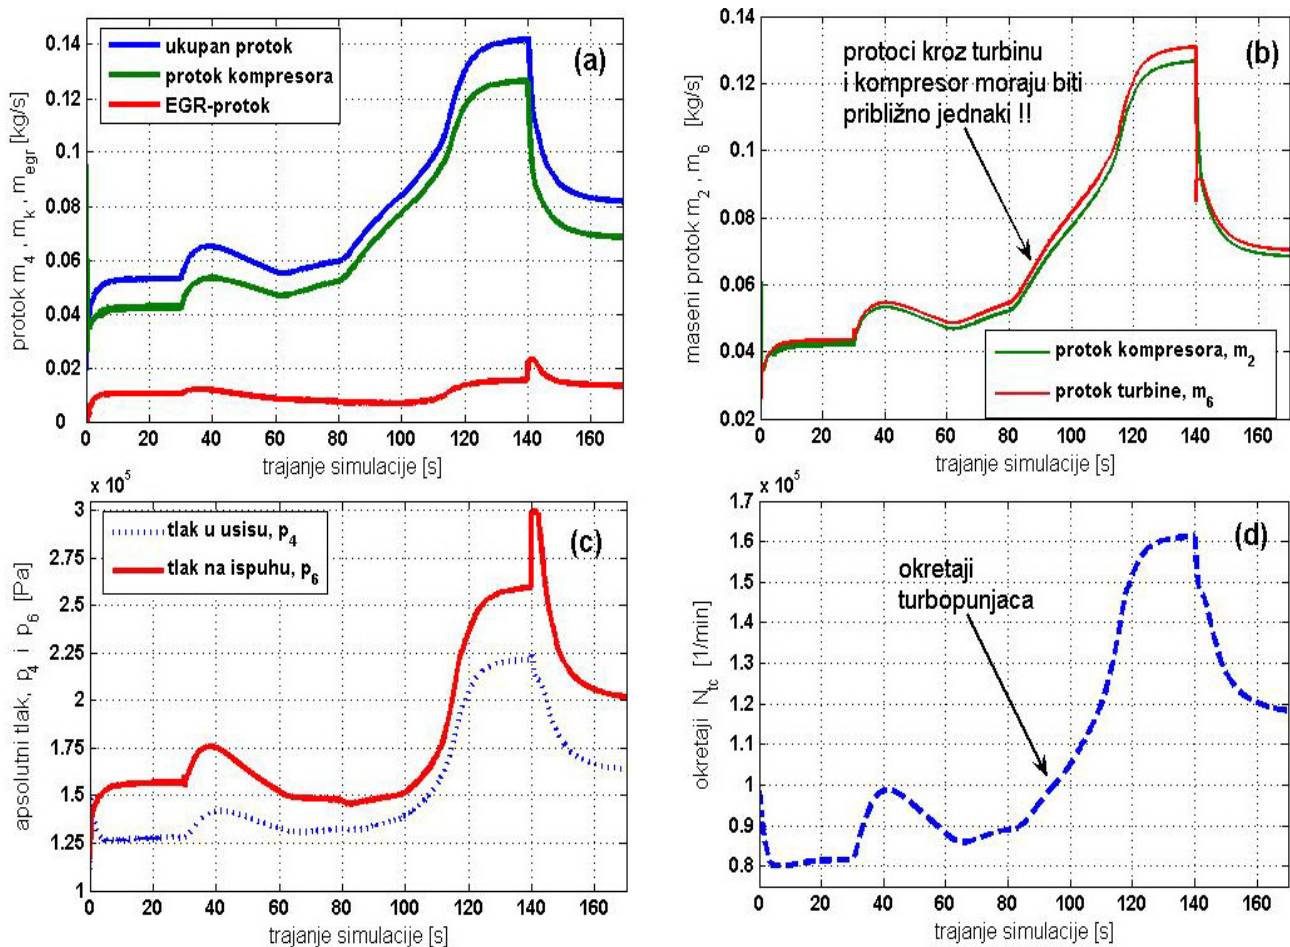 ukupan protok
protok kompresora
EGR-protok
(a)
protok m4 , mk , megr [kg/s]
0.14
0.12
0.1
0.08
0.06
0.04
0.02
0
0 20 40 60 80 100 120 140 160
trajanje simulacije [s]
(b)
protoci kroz turbinu
i kompresor moraju biti
približno jednaki !!
maseni protok m2 , m6 [kg/s]
0.14
0.12
0.1
0.08
0.06
0.04
0.02
protok kompresora, m2
protok turbine, m6
0 20 40 60 80 100 120 140 160
trajanje simulacije [s]
x 10^5
tlak u usisu, p4
tlak na ispuhu, p6
(c)
apsolutni tlak, p4 i p6 [Pa]
3
2.75
2.5
2.25
2
1.75
1.5
1.25
1
0 20 40 60 80 100 120 140 160
trajanje simulacije [s]
x 10^5
(d)
okretaji
turbopunjaca
okretaji Ntc [1/min]
1.7
1.6
1.5
1.4
1.3
1.2
1.1
1
0.9
0.8
0 20 40 60 80 100 120 140 160
trajanje simulacije [s]